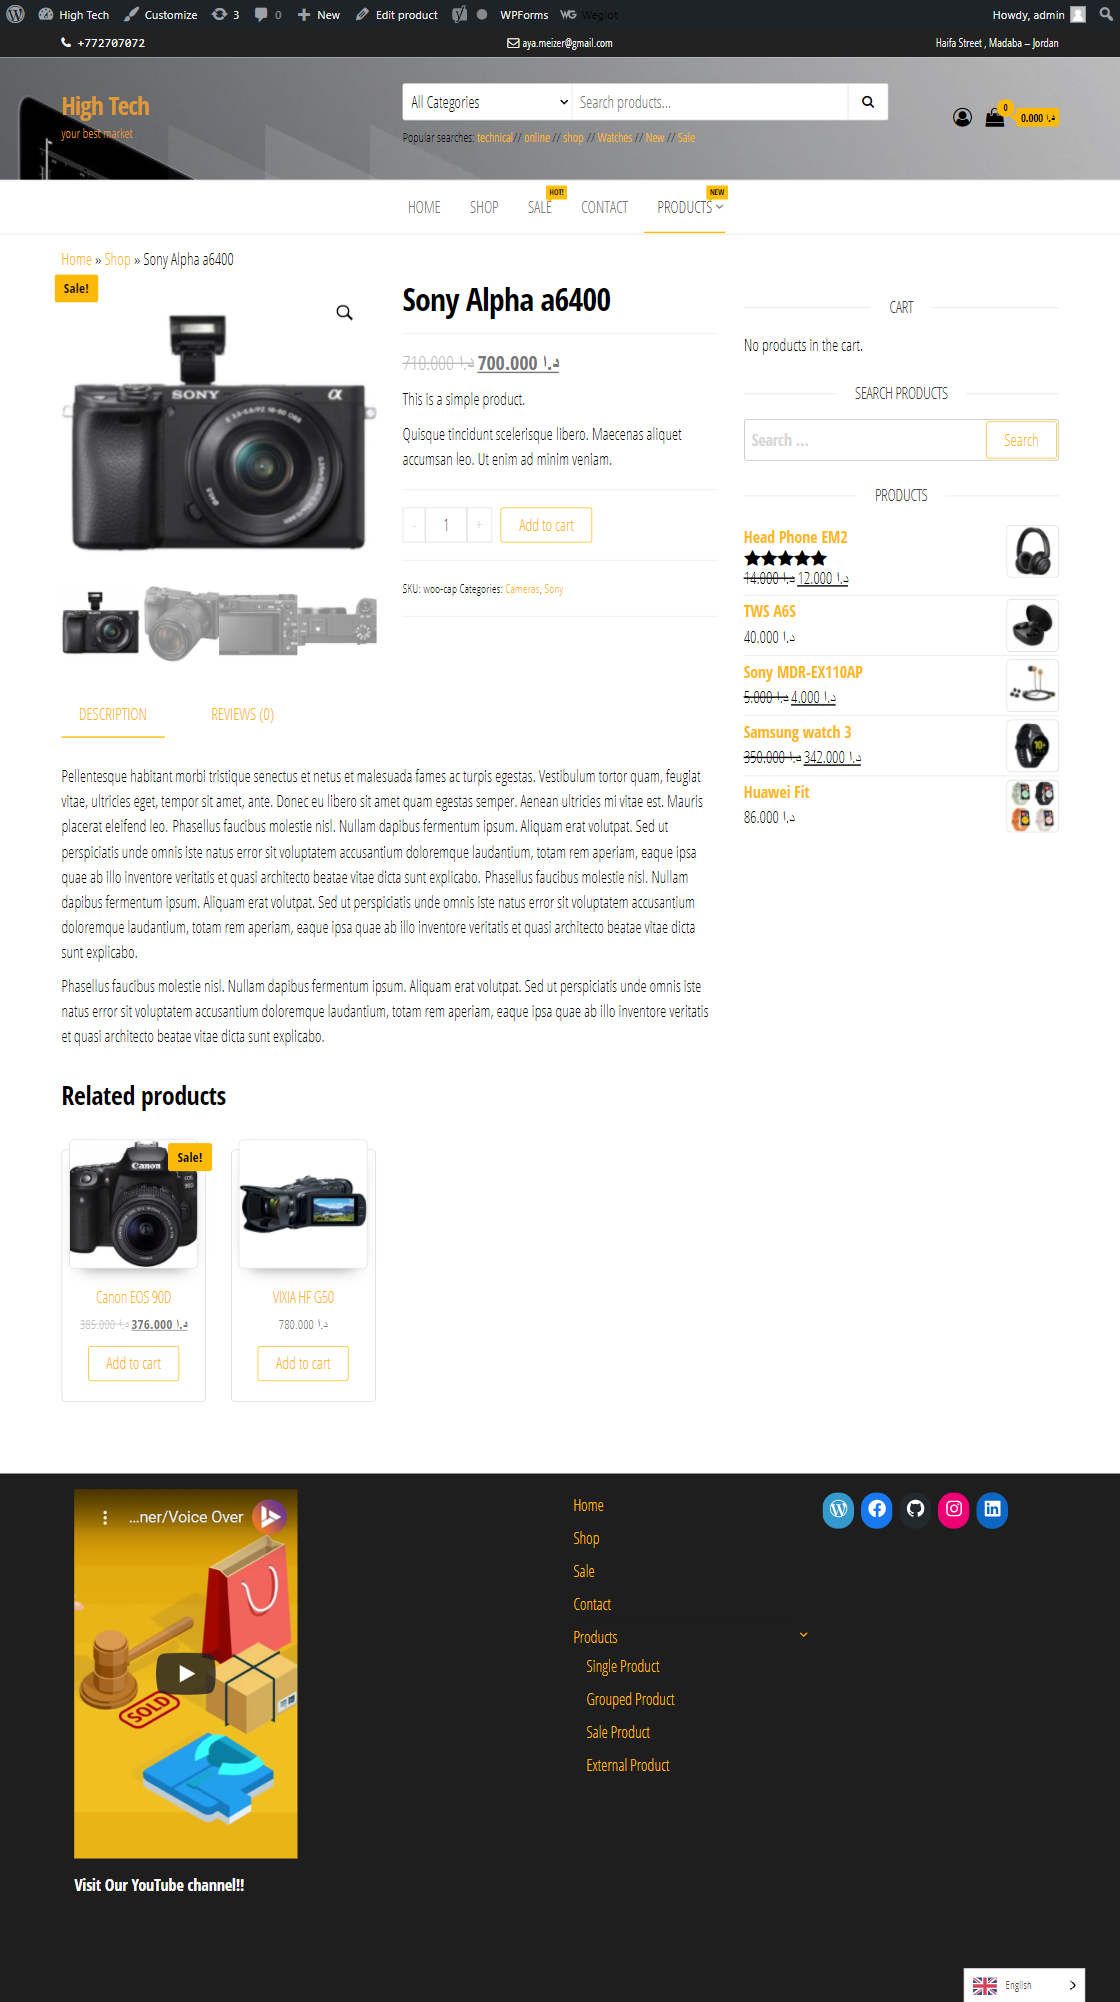 High Tech Customize 3 0 New Edit product WPForms WG Weglot Howdy, admin
+772707072 aya.meizer@gmail.com Haifa Street , Madaba – Jordan
High Tech
your best market
All Categories Search products...
Popular searches: technical // online // shop // Watches // New // Sale
0
0.000 د.ا
HOME SHOP SALE HOT! CONTACT PRODUCTS NEW
Home » Shop » Sony Alpha a6400
Sale!
SONY α
Sony Alpha a6400
710.000 د.ا 700.000 د.ا
This is a simple product.
Quisque tincidunt scelerisque libero. Maecenas aliquet
accumsan leo. Ut enim ad minim veniam.
- 1 + Add to cart
SKU: woo-cap Categories: Cameras, Sony
CART
No products in the cart.
SEARCH PRODUCTS
Search ... Search
PRODUCTS
Head Phone EM2
14.000 د.ا 12.000 د.ا
TWS A6S
40.000 د.ا
Sony MDR-EX110AP
5.000 د.ا 4.000 د.ا
Samsung watch 3
350.000 د.ا 342.000 د.ا
Huawei Fit
86.000 د.ا
DESCRIPTION REVIEWS (0)
Pellentesque habitant morbi tristique senectus et netus et malesuada fames ac turpis egestas. Vestibulum tortor quam, feugiat
vitae, ultricies eget, tempor sit amet, ante. Donec eu libero sit amet quam egestas semper. Aenean ultricies mi vitae est. Mauris
placerat eleifend leo. Phasellus faucibus molestie nisl. Nullam dapibus fermentum ipsum. Aliquam erat volutpat. Sed ut
perspiciatis unde omnis iste natus error sit voluptatem accusantium doloremque laudantium, totam rem aperiam, eaque ipsa
quae ab illo inventore veritatis et quasi architecto beatae vitae dicta sunt explicabo. Phasellus faucibus molestie nisl. Nullam
dapibus fermentum ipsum. Aliquam erat volutpat. Sed ut perspiciatis unde omnis iste natus error sit voluptatem accusantium
doloremque laudantium, totam rem aperiam, eaque ipsa quae ab illo inventore veritatis et quasi architecto beatae vitae dicta
sunt explicabo.
Phasellus faucibus molestie nisl. Nullam dapibus fermentum ipsum. Aliquam erat volutpat. Sed ut perspiciatis unde omnis iste
natus error sit voluptatem accusantium doloremque laudantium, totam rem aperiam, eaque ipsa quae ab illo inventore veritatis
et quasi architecto beatae vitae dicta sunt explicabo.
Related products
Canon
Sale!
Canon EOS 90D
385.000 د.ا 376.000 د.ا
Add to cart
VIXIA HF G50
780.000 د.ا
Add to cart
...ner/Voice Over
SOLD
Visit Our YouTube channel!!
Home
Shop
Sale
Contact
Products
Single Product
Grouped Product
Sale Product
External Product
English